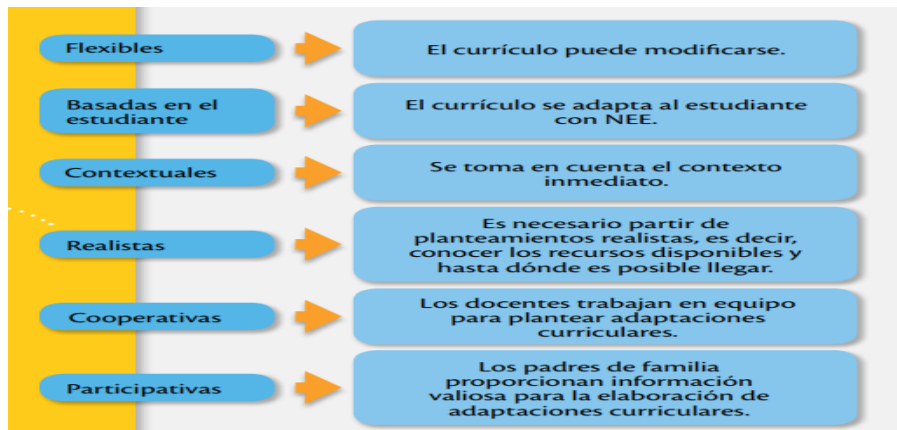 Flexibles
El currículo puede modificarse.
Basadas en el
estudiante
El currículo se adapta al estudiante
con NEE.
Contextuales
Se toma en cuenta el contexto
inmediato.
Realistas
Es necesario partir de
planteamientos realistas, es decir,
conocer los recursos disponibles y
hasta dónde es posible llegar.
Cooperativas
Los docentes trabajan en equipo
para plantear adaptaciones
curriculares.
Participativas
Los padres de familia
proporcionan información
valiosa para la elaboración de
adaptaciones curriculares.